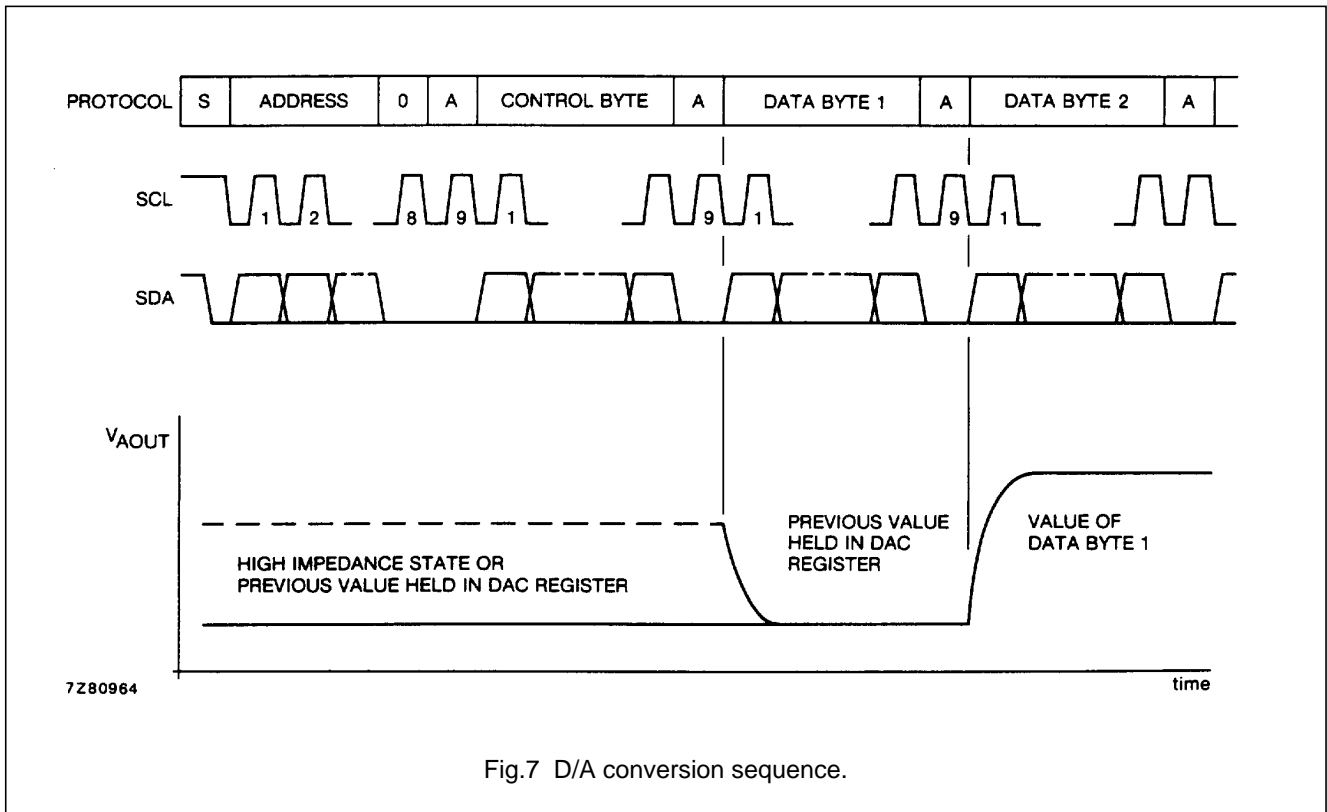 PROTOCOL S ADDRESS 0 A CONTROL BYTE A DATA BYTE 1 A DATA BYTE 2 A
SCL
1 2 8 9 1 9 1 9 1
SDA
VAOUT
HIGH IMPEDANCE STATE OR
PREVIOUS VALUE HELD IN DAC REGISTER
PREVIOUS VALUE
HELD IN DAC
REGISTER
VALUE OF
DATA BYTE 1
7Z80964
time
Fig.7 D/A conversion sequence.